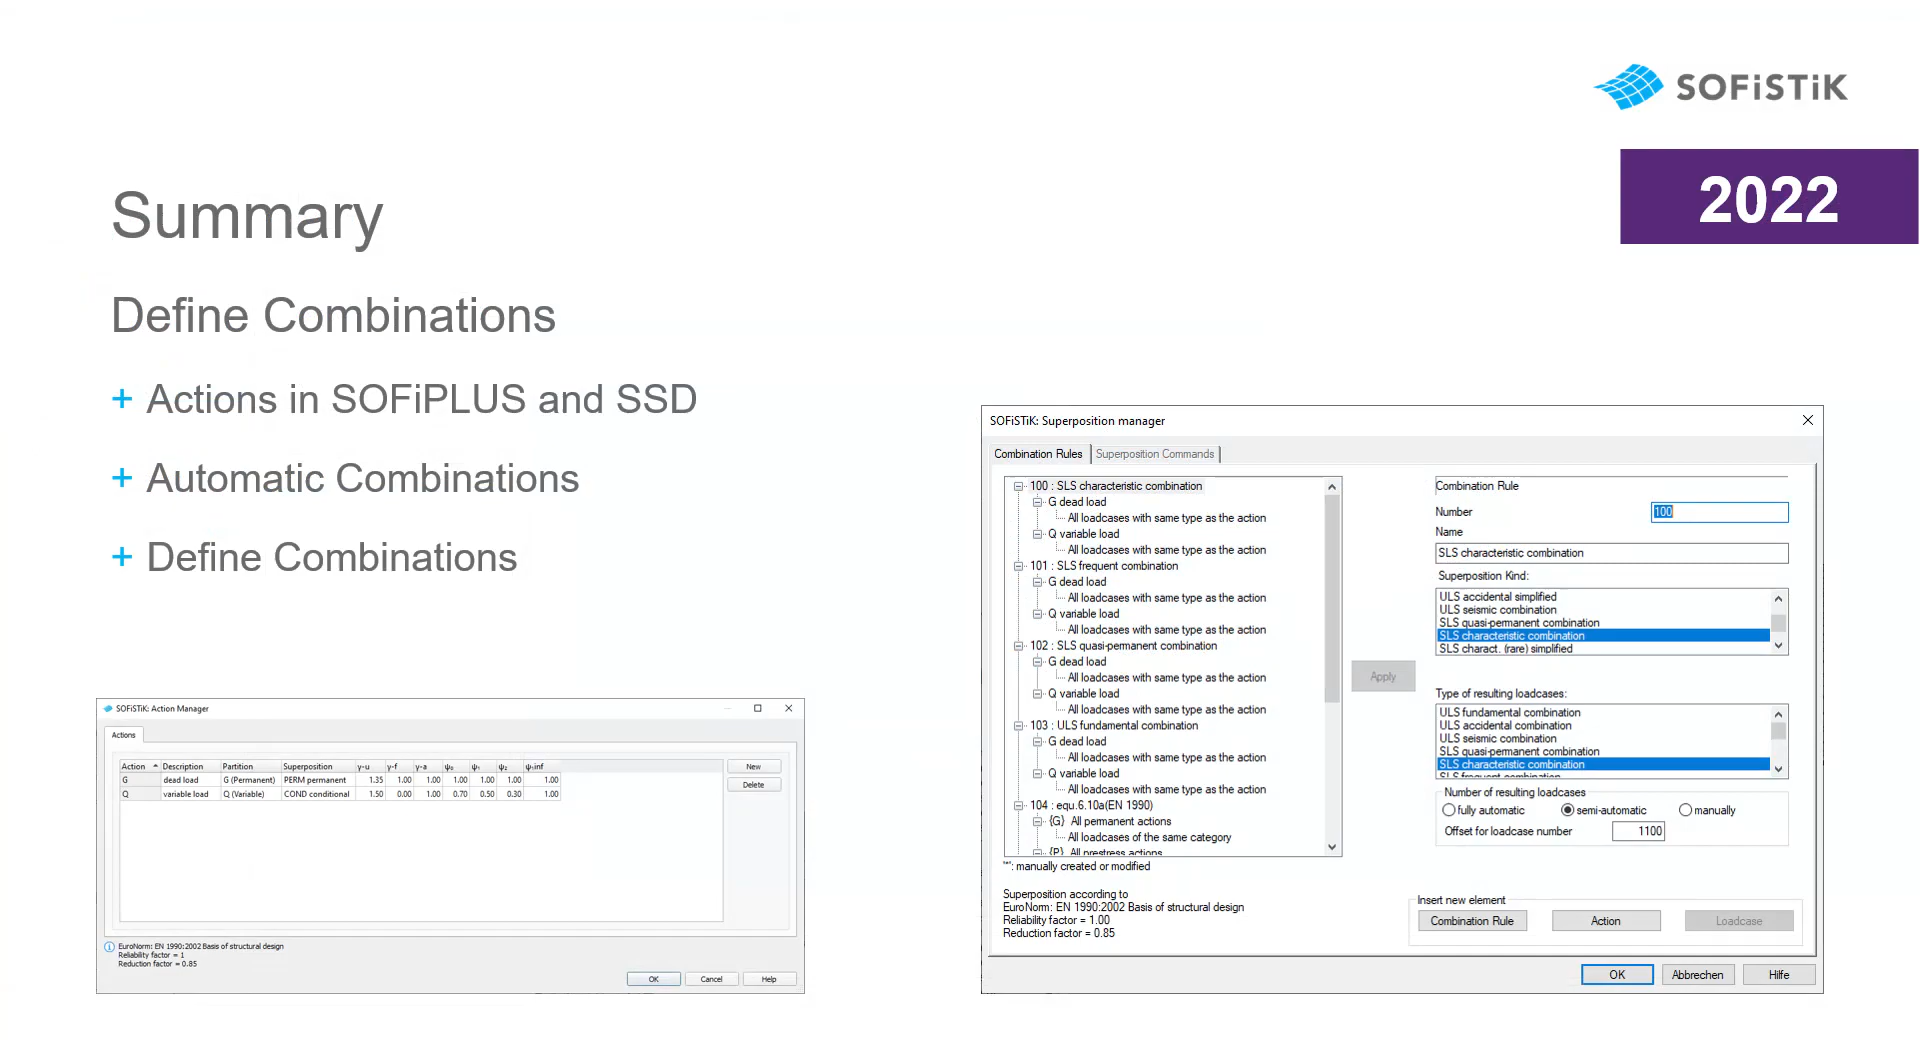 SOFiSTiK
2022
Summary
Define Combinations
+ Actions in SOFiPLUS and SSD
+ Automatic Combinations
+ Define Combinations
SOFiSTiK: Action Manager
Actions
Action Description Partition Superposition γ-u γ-f γ-a ψ₀ ψ₁ ψ₂ ψ₁inf
G dead load G (Permanent) PERM permanent 1.35 1.00 1.00 1.00 1.00 1.00 1.00
Q variable load Q (Variable) COND conditional 1.50 0.00 1.00 0.70 0.50 0.30 1.00
New
Delete
EuroNorm: EN 1990:2002 Basis of structural design
Reliability factor = 1
Reduction factor = 0.85
OK Cancel Help
SOFiSTiK: Superposition manager
Combination Rules Superposition Commands
100 : SLS characteristic combination
G dead load
All loadcases with same type as the action
Q variable load
All loadcases with same type as the action
101 : SLS frequent combination
G dead load
All loadcases with same type as the action
Q variable load
All loadcases with same type as the action
102 : SLS quasi-permanent combination
G dead load
All loadcases with same type as the action
Q variable load
All loadcases with same type as the action
103 : ULS fundamental combination
G dead load
All loadcases with same type as the action
Q variable load
All loadcases with same type as the action
104 : equ.6.10a(EN 1990)
{G} All permanent actions
All loadcases of the same category
{P} All prestress actions
"*": manually created or modified
Superposition according to
EuroNorm: EN 1990:2002 Basis of structural design
Reliability factor = 1.00
Reduction factor = 0.85
Apply
Combination Rule
Number 100
Name
SLS characteristic combination
Superposition Kind:
ULS accidental simplified
ULS seismic combination
SLS quasi-permanent combination
SLS characteristic combination
SLS charact. (rare) simplified
Type of resulting loadcases:
ULS fundamental combination
ULS accidental combination
ULS seismic combination
SLS quasi-permanent combination
SLS characteristic combination
SLS frequent combination
Number of resulting loadcases
fully automatic semi-automatic manually
Offset for loadcase number 1100
Insert new element
Combination Rule Action Loadcase
OK Abbrechen Hilfe